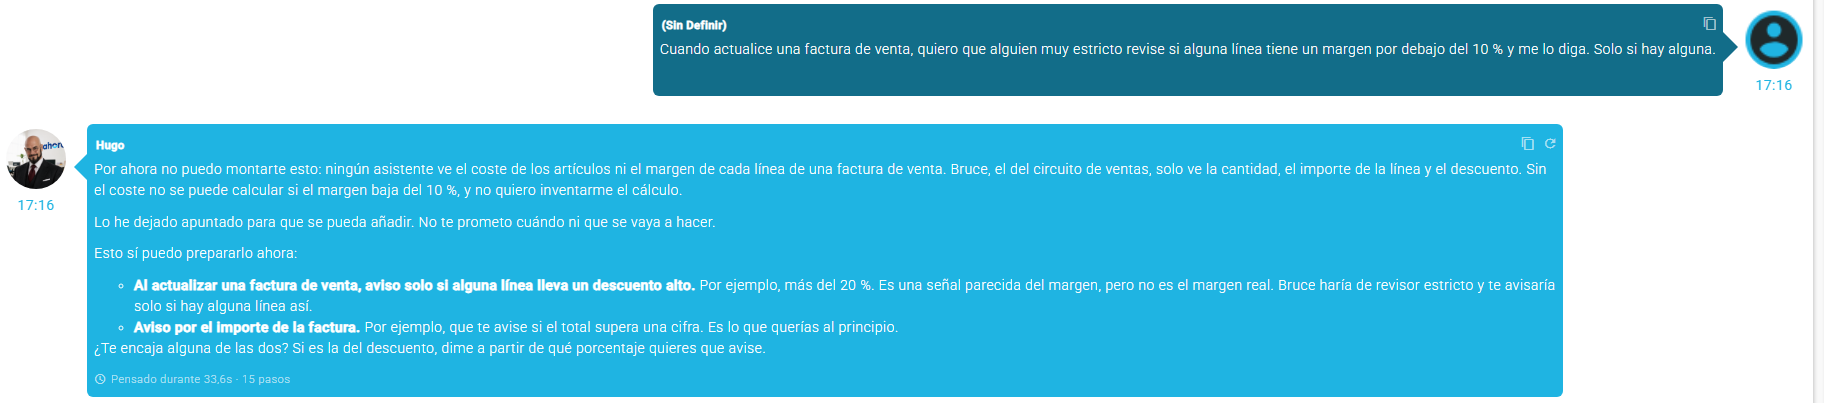 (Sin Definir)
Cuando actualice una factura de venta, quiero que alguien muy estricto revise si alguna línea tiene un margen por debajo del 10 % y me lo diga. Solo si hay alguna.
17:16
Hugo
Por ahora no puedo montarte esto: ningún asistente ve el coste de los artículos ni el margen de cada línea de una factura de venta. Bruce, el del circuito de ventas, solo ve la cantidad, el importe de la línea y el descuento. Sin
el coste no se puede calcular si el margen baja del 10 %, y no quiero inventarme el cálculo.
17:16
Lo he dejado apuntado para que se pueda añadir. No te prometo cuándo ni que se vaya a hacer.
Esto sí puedo prepararlo ahora:
Al actualizar una factura de venta, aviso solo si alguna línea lleva un descuento alto. Por ejemplo, más del 20 %. Es una señal parecida del margen, pero no es el margen real. Bruce haría de revisor estricto y te avisaría
solo si hay alguna línea así.
Aviso por el importe de la factura. Por ejemplo, que te avise si el total supera una cifra. Es lo que querías al principio.
¿Te encaja alguna de las dos? Si es la del descuento, dime a partir de qué porcentaje quieres que avise.
Pensado durante 33,6s · 15 pasos